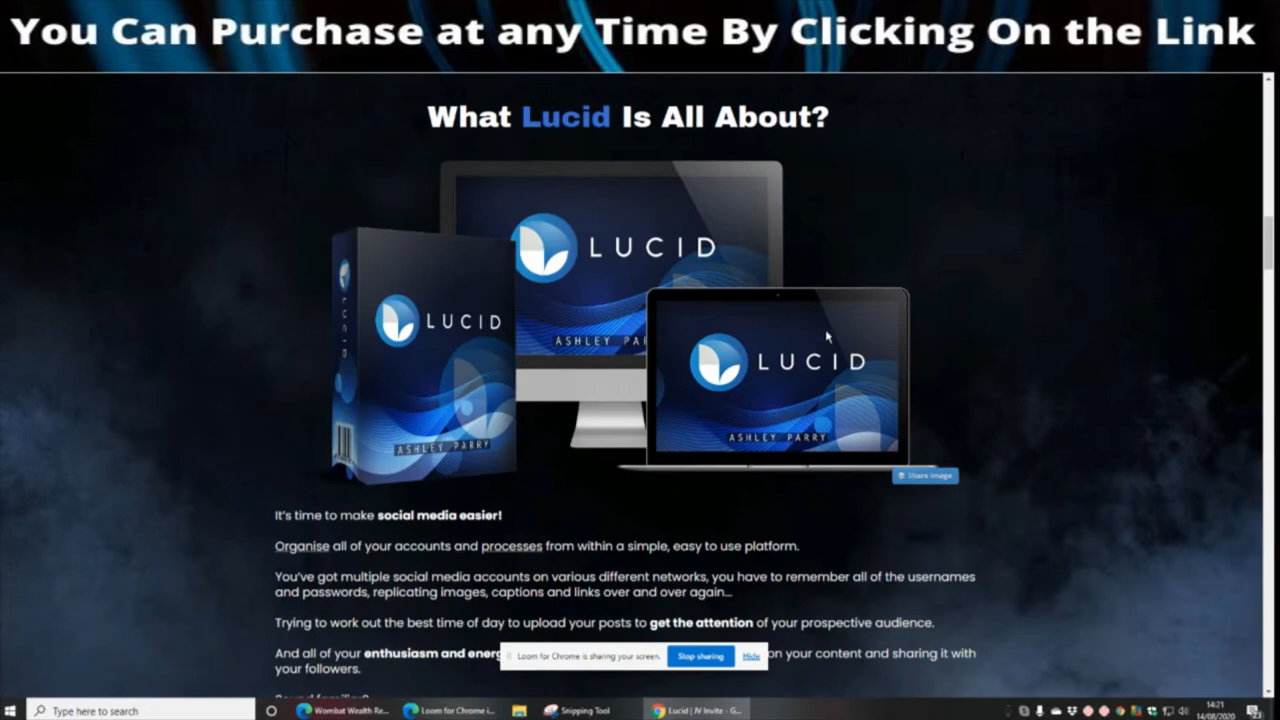 You Can Purchase at any Time By Clicking On the Link
What Lucid Is All About?
LUCID
LUCID
LUCID
LUCID
ASHLEY PAR
ASHLEY PARRY
ASHLEY PARRY
Share Image
It's time to make social media easier!
Organise all of your accounts and processes from within a simple, easy to use platform.
You've got multiple social media accounts on various different networks, you have to remember all of the usernames
and passwords, replicating images, captions and links over and over again...
Trying to work out the best time of day to upload your posts to get the attention of your prospective audience.
And all of your enthusiasm and energ on your content and sharing it with
your followers.
Loom for Chrome is sharing your screen. Stop sharing Hide
Type here to search
Wombat Wealth Re...
Loom for Chrome i...
Snipping Tool
Lucid | JV Invite - G...
14:21
14/08/2020